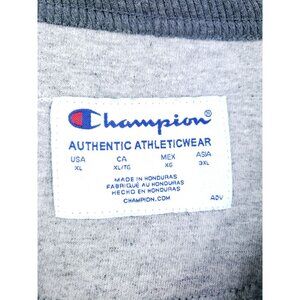 Champion®
AUTHENTIC ATHLETICWEAR
USA CA MEX ASIA
XL XL/TG XG 3XL
MADE IN HONDURAS
FABRIQUÉ AU HONDURAS
HECHO EN HONDURAS
CHAMPION.COM ADV